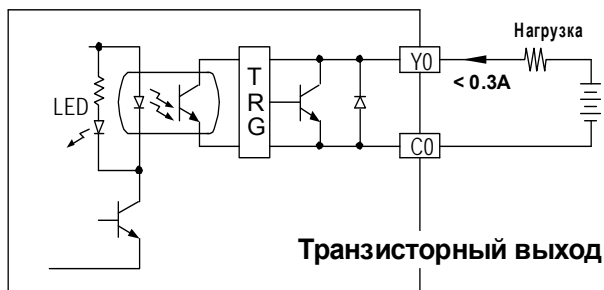 Нагрузка
Y0
< 0.3A
LED
T
R
G
C0
Транзисторный выход